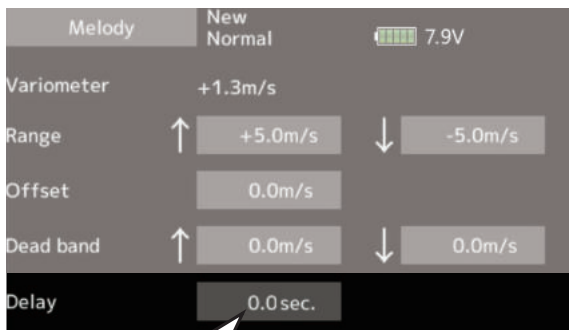 Melody New Normal 7.9V
Variometer +1.3m/s
Range ↑ +5.0m/s ↓ -5.0m/s
Offset 0.0m/s
Dead band ↑ 0.0m/s ↓ 0.0m/s
Delay 0.0 sec.